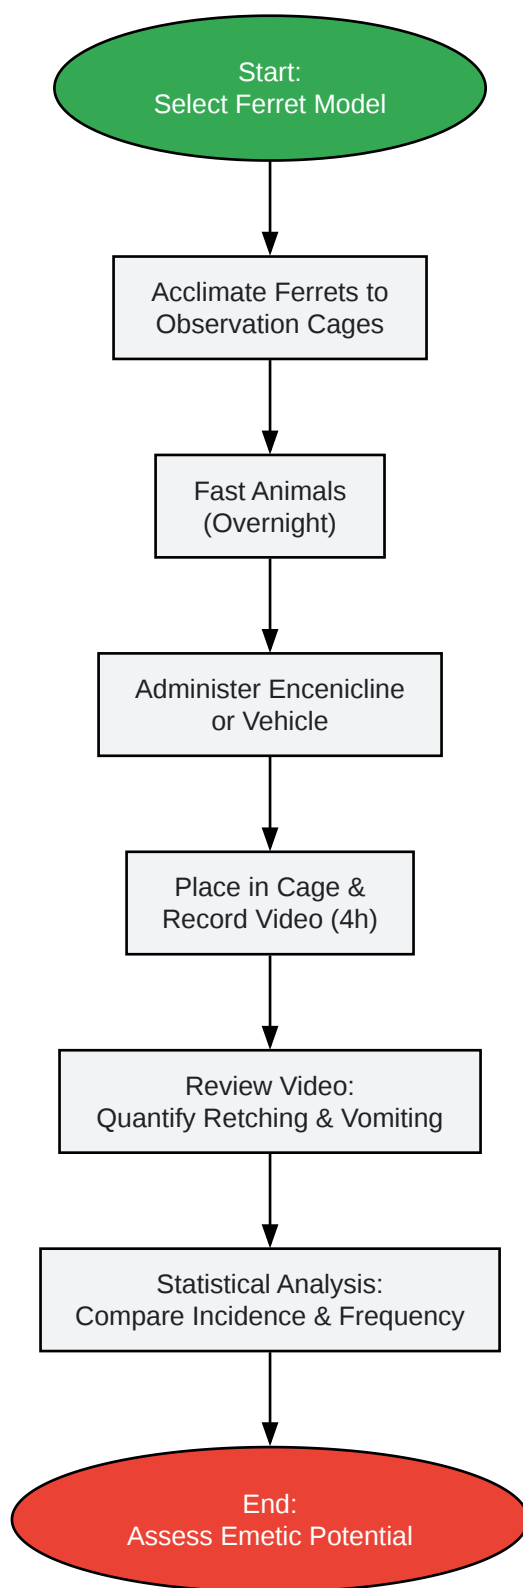 Start:
Select Ferret Model
Acclimate Ferrets to
Observation Cages
Fast Animals
(Overnight)
Administer Encenicline
or Vehicle
Place in Cage &
Record Video (4h)
Review Video:
Quantify Retching & Vomiting
Statistical Analysis:
Compare Incidence & Frequency
End:
Assess Emetic Potential